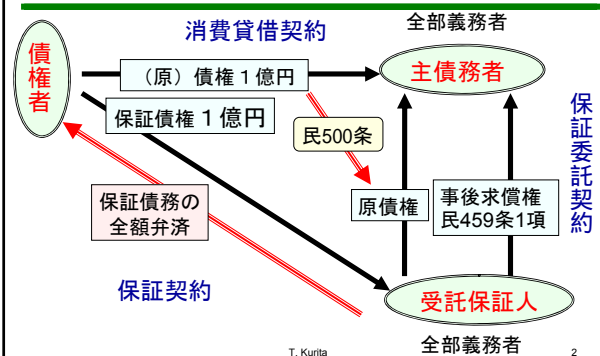 消費貸借契約
全部義務者
債権者
(原)債権1億円
主債務者
保証債権1億円
民500条
保証委託契約
保証債務の
全額弁済
原債権
事後求償権
民459条1項
保証契約
受託保証人
全部義務者
T. Kurita
2